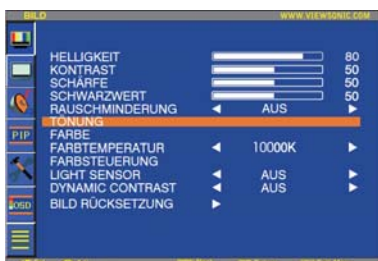 BILD WWW.VIEWSONIC.COM
HELLIGKEIT 80
KONTRAST 50
SCHÄRFE 50
SCHWARZWERT 50
RAUSCHMINDERUNG AUS
TÖNUNG
PIP FARBE
FARBTEMPERATUR 10000K
FARBSTEUERUNG
LIGHT SENSOR AUS
DYNAMIC CONTRAST AUS
OSD BILD RÜCKSETZUNG